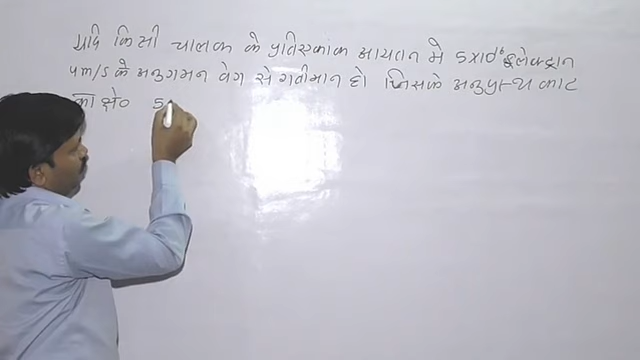 यदि किसी चालक के प्रतिएकांक आयतन मे 5x10⁶ इलेक्ट्रान
4m/s के अनुगमन वेग से गतीमान हो जिसके अनुप्रस्थ काट
का क्षे० 5